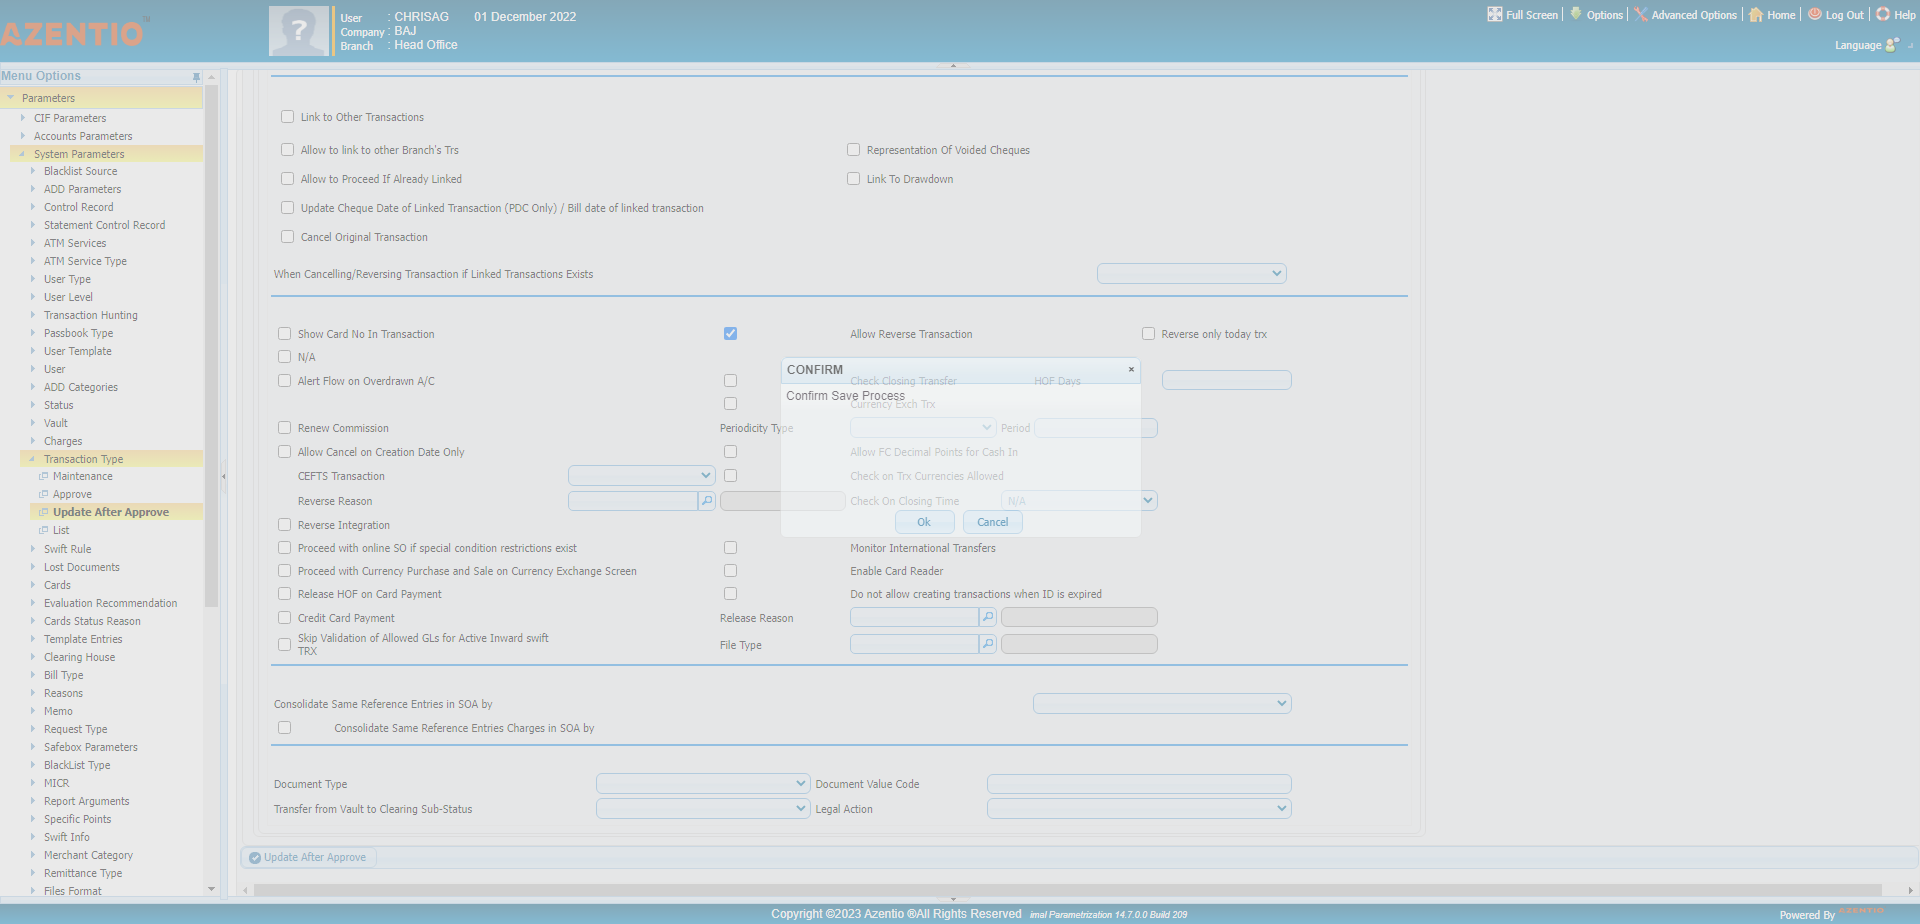 AZENTIO
TM
User : CHRISAG 01 December 2022
Company : BAJ
Branch : Head Office
Full Screen Options Advanced Options Home Log Out Help
Language
Menu Options
Parameters
CIF Parameters
Accounts Parameters
System Parameters
Blacklist Source
ADD Parameters
Control Record
Statement Control Record
ATM Services
ATM Service Type
User Type
User Level
Transaction Hunting
Passbook Type
User Template
User
ADD Categories
Status
Vault
Charges
Transaction Type
Maintenance
Approve
Update After Approve
List
Swift Rule
Lost Documents
Cards
Evaluation Recommendation
Cards Status Reason
Template Entries
Clearing House
Bill Type
Reasons
Memo
Request Type
Safebox Parameters
BlackList Type
MICR
Report Arguments
Specific Points
Swift Info
Merchant Category
Remittance Type
Files Format
Link to Other Transactions
Allow to link to other Branch's Trs Representation Of Voided Cheques
Allow to Proceed If Already Linked Link To Drawdown
Update Cheque Date of Linked Transaction (PDC Only) / Bill date of linked transaction
Cancel Original Transaction
When Cancelling/Reversing Transaction if Linked Transactions Exists
Show Card No In Transaction Allow Reverse Transaction Reverse only today trx
N/A
Alert Flow on Overdrawn A/C Check Closing Transfer HOF Days
Currency Exch Trx
Renew Commission Periodicity Type Period
Allow Cancel on Creation Date Only Allow FC Decimal Points for Cash In
CEFTS Transaction Check on Trx Currencies Allowed
Reverse Reason Check On Closing Time N/A
Reverse Integration
Proceed with online SO if special condition restrictions exist Monitor International Transfers
Proceed with Currency Purchase and Sale on Currency Exchange Screen Enable Card Reader
Release HOF on Card Payment Do not allow creating transactions when ID is expired
Credit Card Payment Release Reason
Skip Validation of Allowed GLs for Active Inward swift
TRX File Type
CONFIRM ×
Confirm Save Process
Ok Cancel
Consolidate Same Reference Entries in SOA by
Consolidate Same Reference Entries Charges in SOA by
Document Type Document Value Code
Transfer from Vault to Clearing Sub-Status Legal Action
Update After Approve
Copyright ©2023 Azentio ®All Rights Reserved imal Parametrization 14.7.0.0 Build 209
Powered By AZENTIO